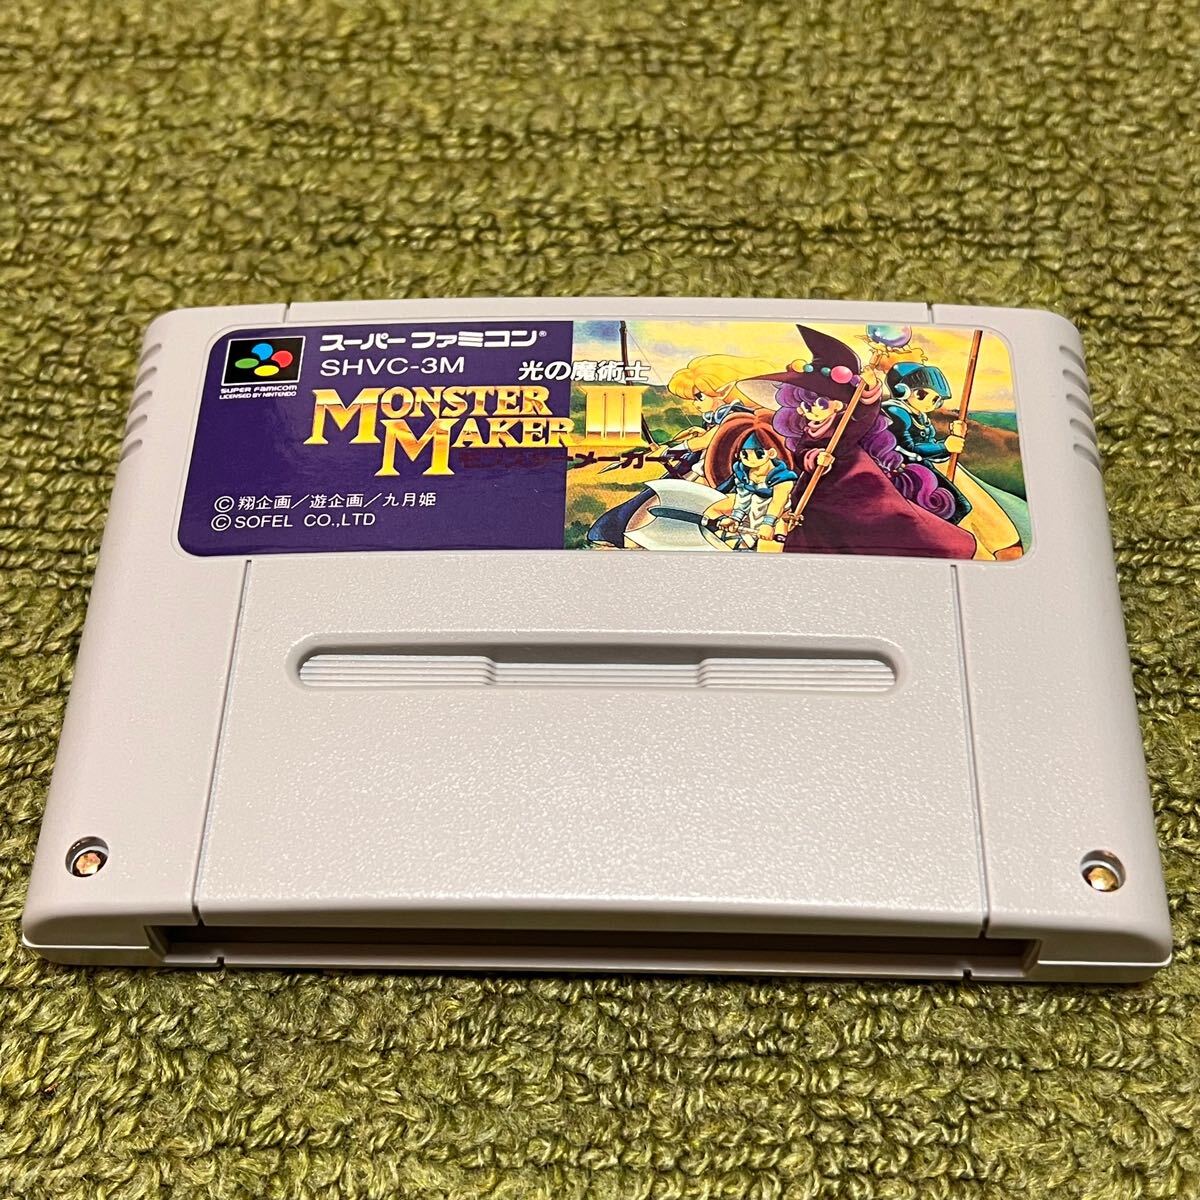 スーパーファミコン®
SHVC-3M
SUPER FAMICOM
LICENSED BY NINTENDO
光の魔術士
MONSTER MAKER III
モンスターメーカー3
©翔企画/遊企画/九月姫
©SOFEL CO.,LTD